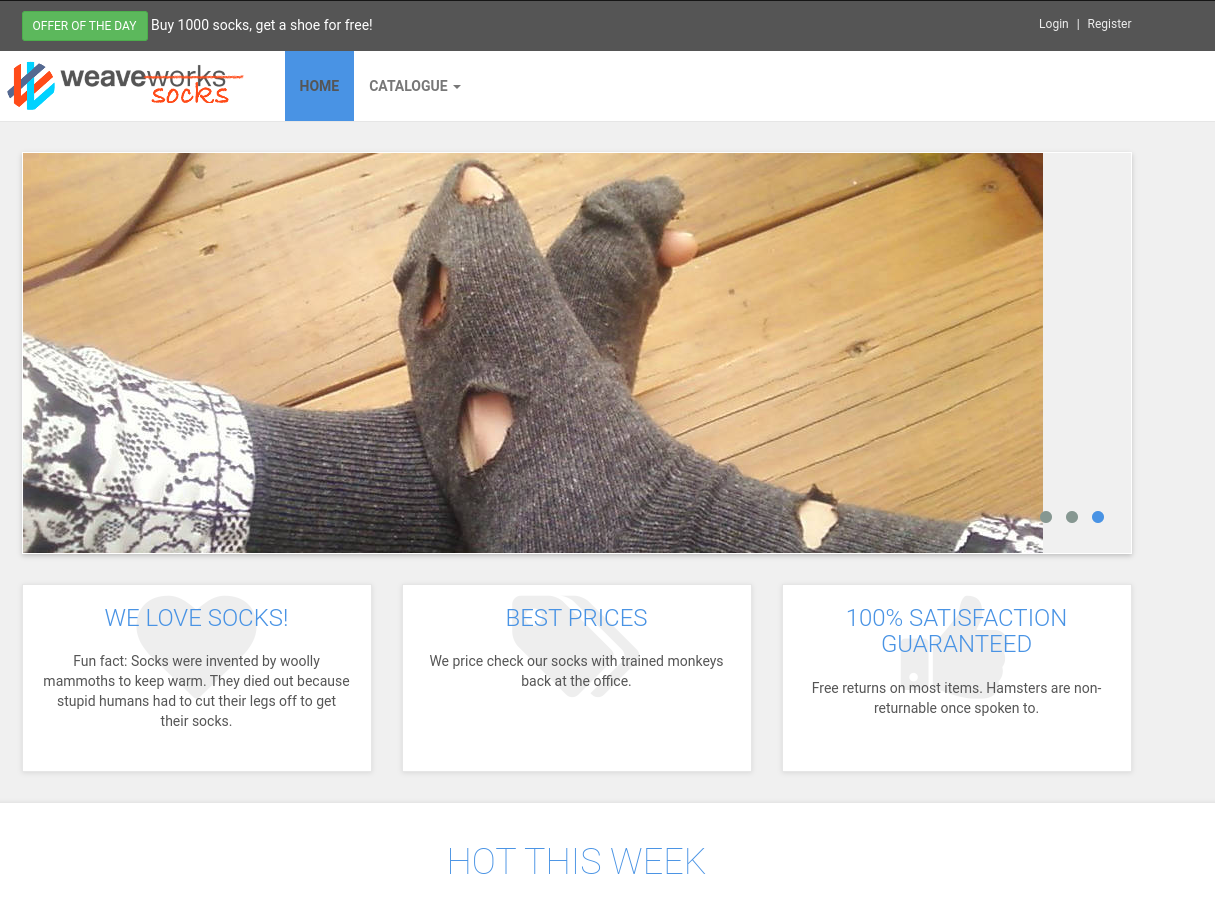 OFFER OF THE DAY Buy 1000 socks, get a shoe for free!
Login | Register
weaveworks
socks
HOME
CATALOGUE
WE LOVE SOCKS!
Fun fact: Socks were invented by woolly
mammoths to keep warm. They died out because
stupid humans had to cut their legs off to get
their socks.
BEST PRICES
We price check our socks with trained monkeys
back at the office.
100% SATISFACTION
GUARANTEED
Free returns on most items. Hamsters are non-
returnable once spoken to.
HOT THIS WEEK